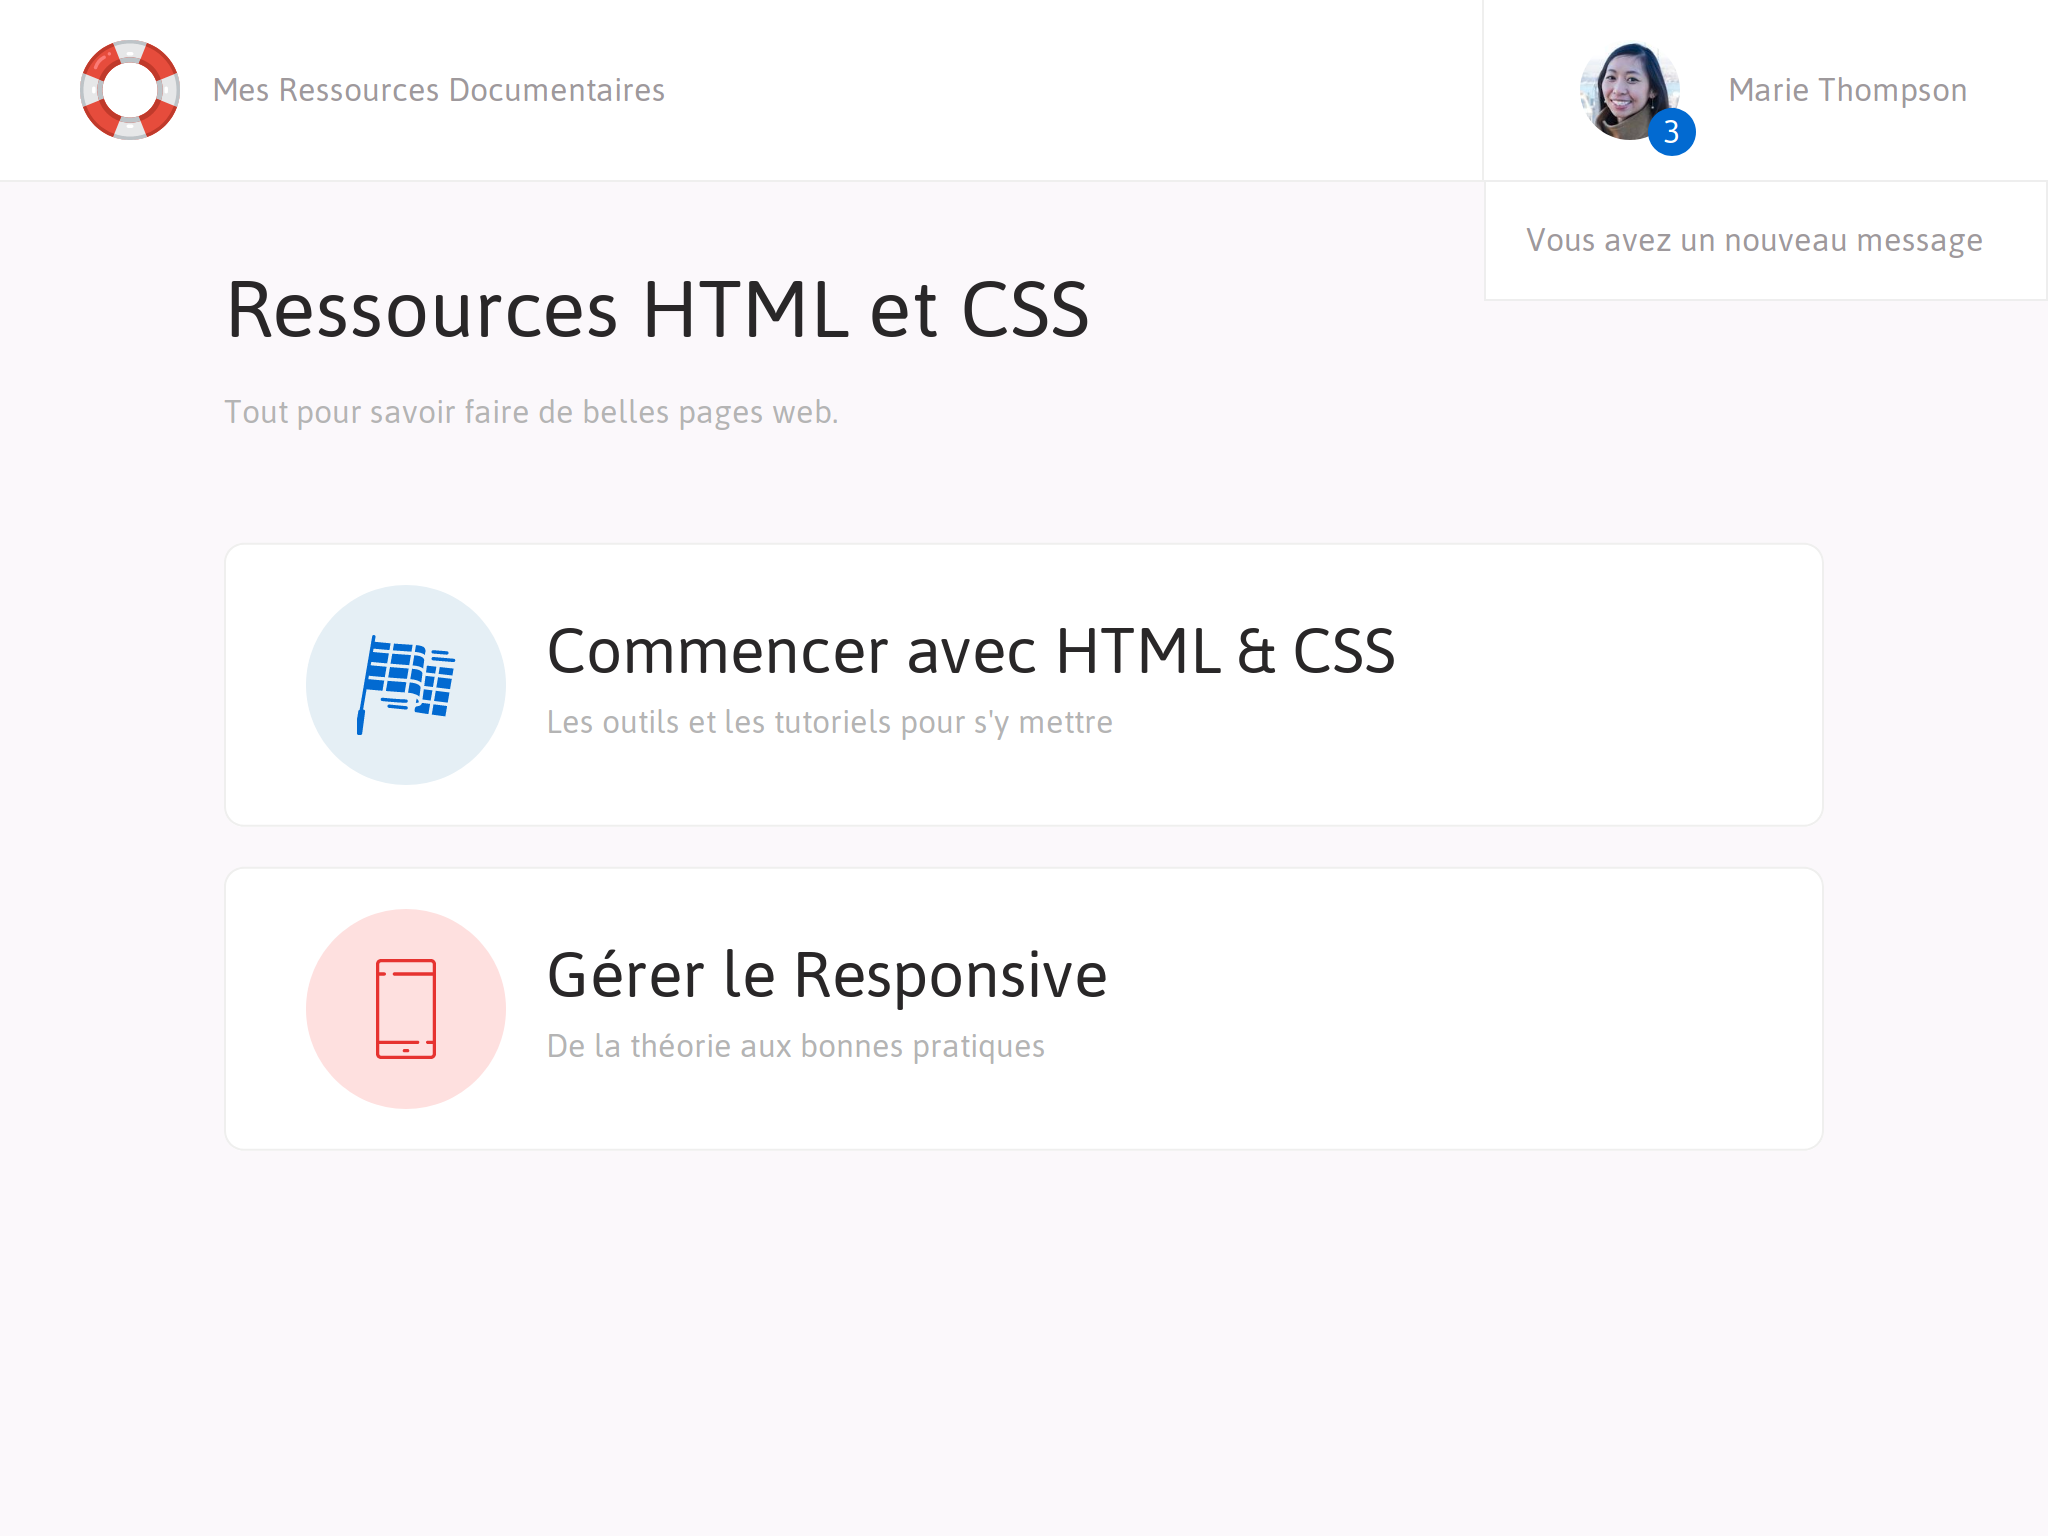 Mes Ressources Documentaires
3
Marie Thompson
Vous avez un nouveau message
Ressources HTML et CSS
Tout pour savoir faire de belles pages web.
Commencer avec HTML & CSS
Les outils et les tutoriels pour s'y mettre
Gérer le Responsive
De la théorie aux bonnes pratiques